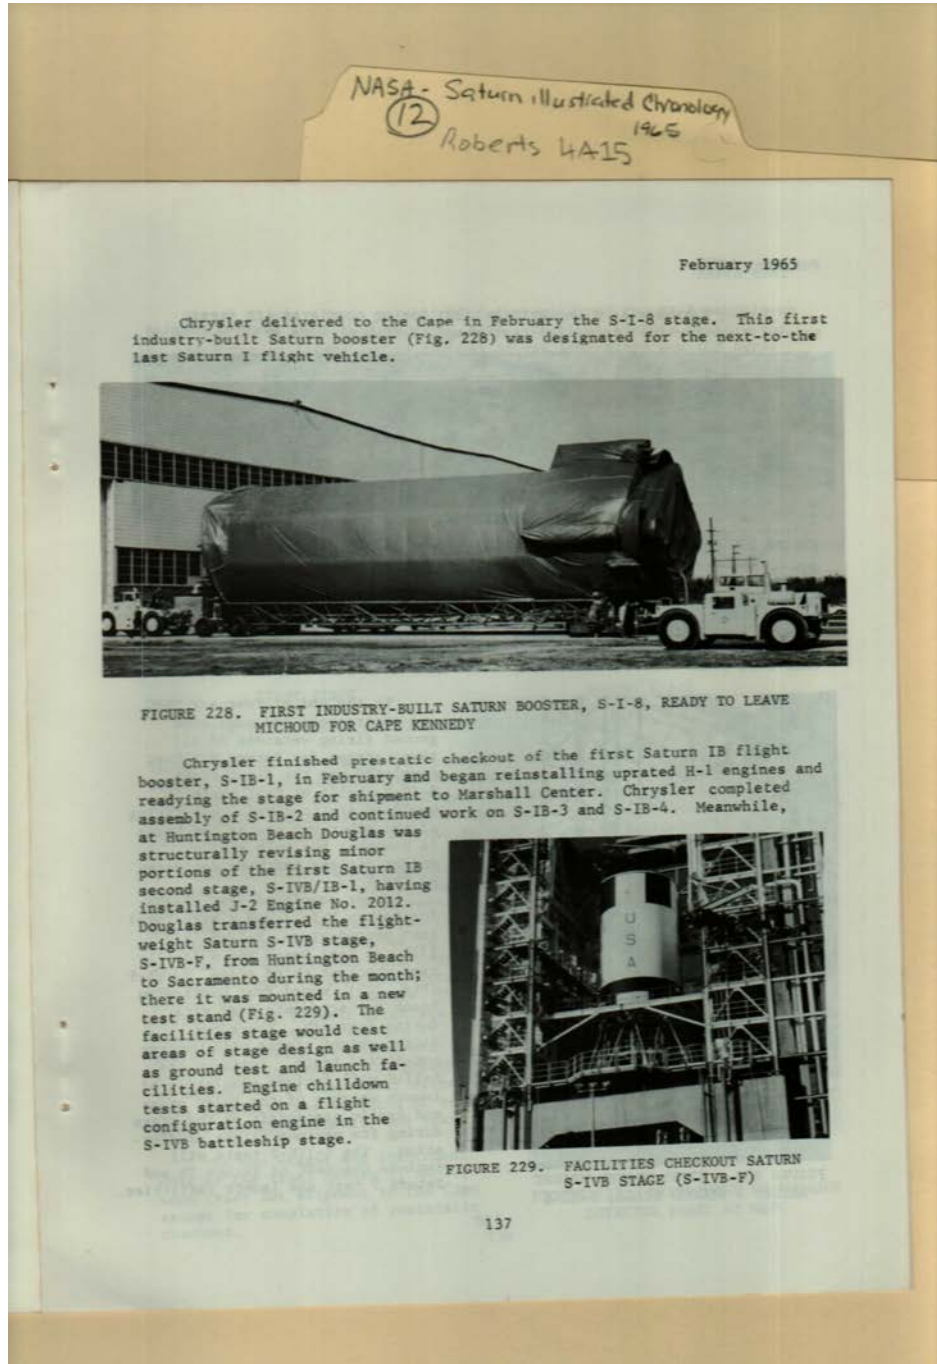 NASA - Saturn illustrated Chronology
12
1965
Roberts 4A15
February 1965
Chrysler delivered to the Cape in February the S-I-8 stage. This first
industry-built Saturn booster (Fig. 228) was designated for the next-to-the
last Saturn I flight vehicle.
FIGURE 228. FIRST INDUSTRY-BUILT SATURN BOOSTER, S-I-8, READY TO LEAVE
MICHOUD FOR CAPE KENNEDY
Chrysler finished prestatic checkout of the first Saturn IB flight
booster, S-IB-1, in February and began reinstalling uprated H-1 engines and
readying the stage for shipment to Marshall Center. Chrysler completed
assembly of S-IB-2 and continued work on S-IB-3 and S-IB-4. Meanwhile,
at Huntington Beach Douglas was
structurally revising minor
portions of the first Saturn IB
second stage, S-IVB/IB-1, having
installed J-2 Engine No. 2012.
Douglas transferred the flight-
weight Saturn S-IVB stage,
S-IVB-F, from Huntington Beach
to Sacramento during the month;
there it was mounted in a new
test stand (Fig. 229). The
facilities stage would test
areas of stage design as well
as ground test and launch fa-
cilities. Engine chilldown
tests started on a flight
configuration engine in the
S-IVB battleship stage.
USA
FIGURE 229. FACILITIES CHECKOUT SATURN
S-IVB STAGE (S-IVB-F)
137